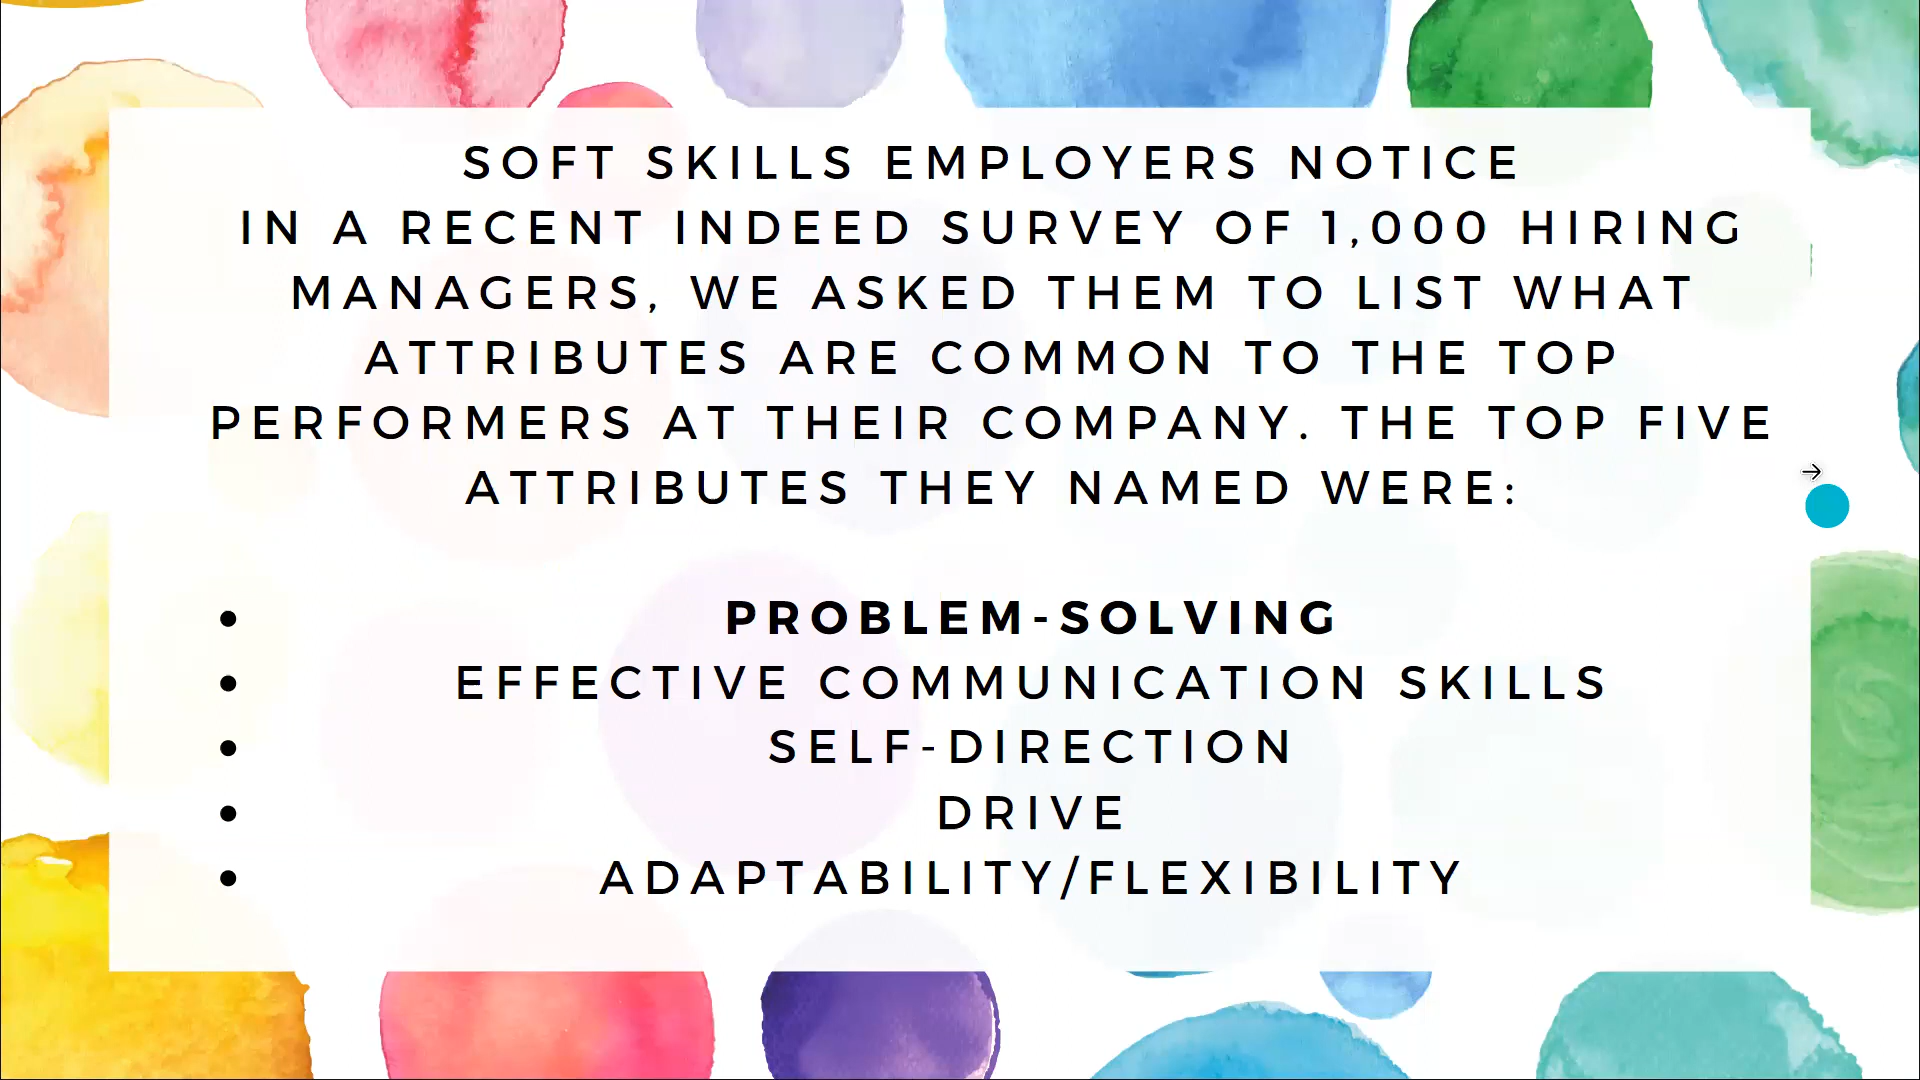 SOFT SKILLS EMPLOYERS NOTICE
IN A RECENT INDEED SURVEY OF 1,000 HIRING
MANAGERS, WE ASKED THEM TO LIST WHAT
ATTRIBUTES ARE COMMON TO THE TOP
PERFORMERS AT THEIR COMPANY. THE TOP FIVE
ATTRIBUTES THEY NAMED WERE:
• PROBLEM-SOLVING
• EFFECTIVE COMMUNICATION SKILLS
• SELF-DIRECTION
• DRIVE
• ADAPTABILITY/FLEXIBILITY